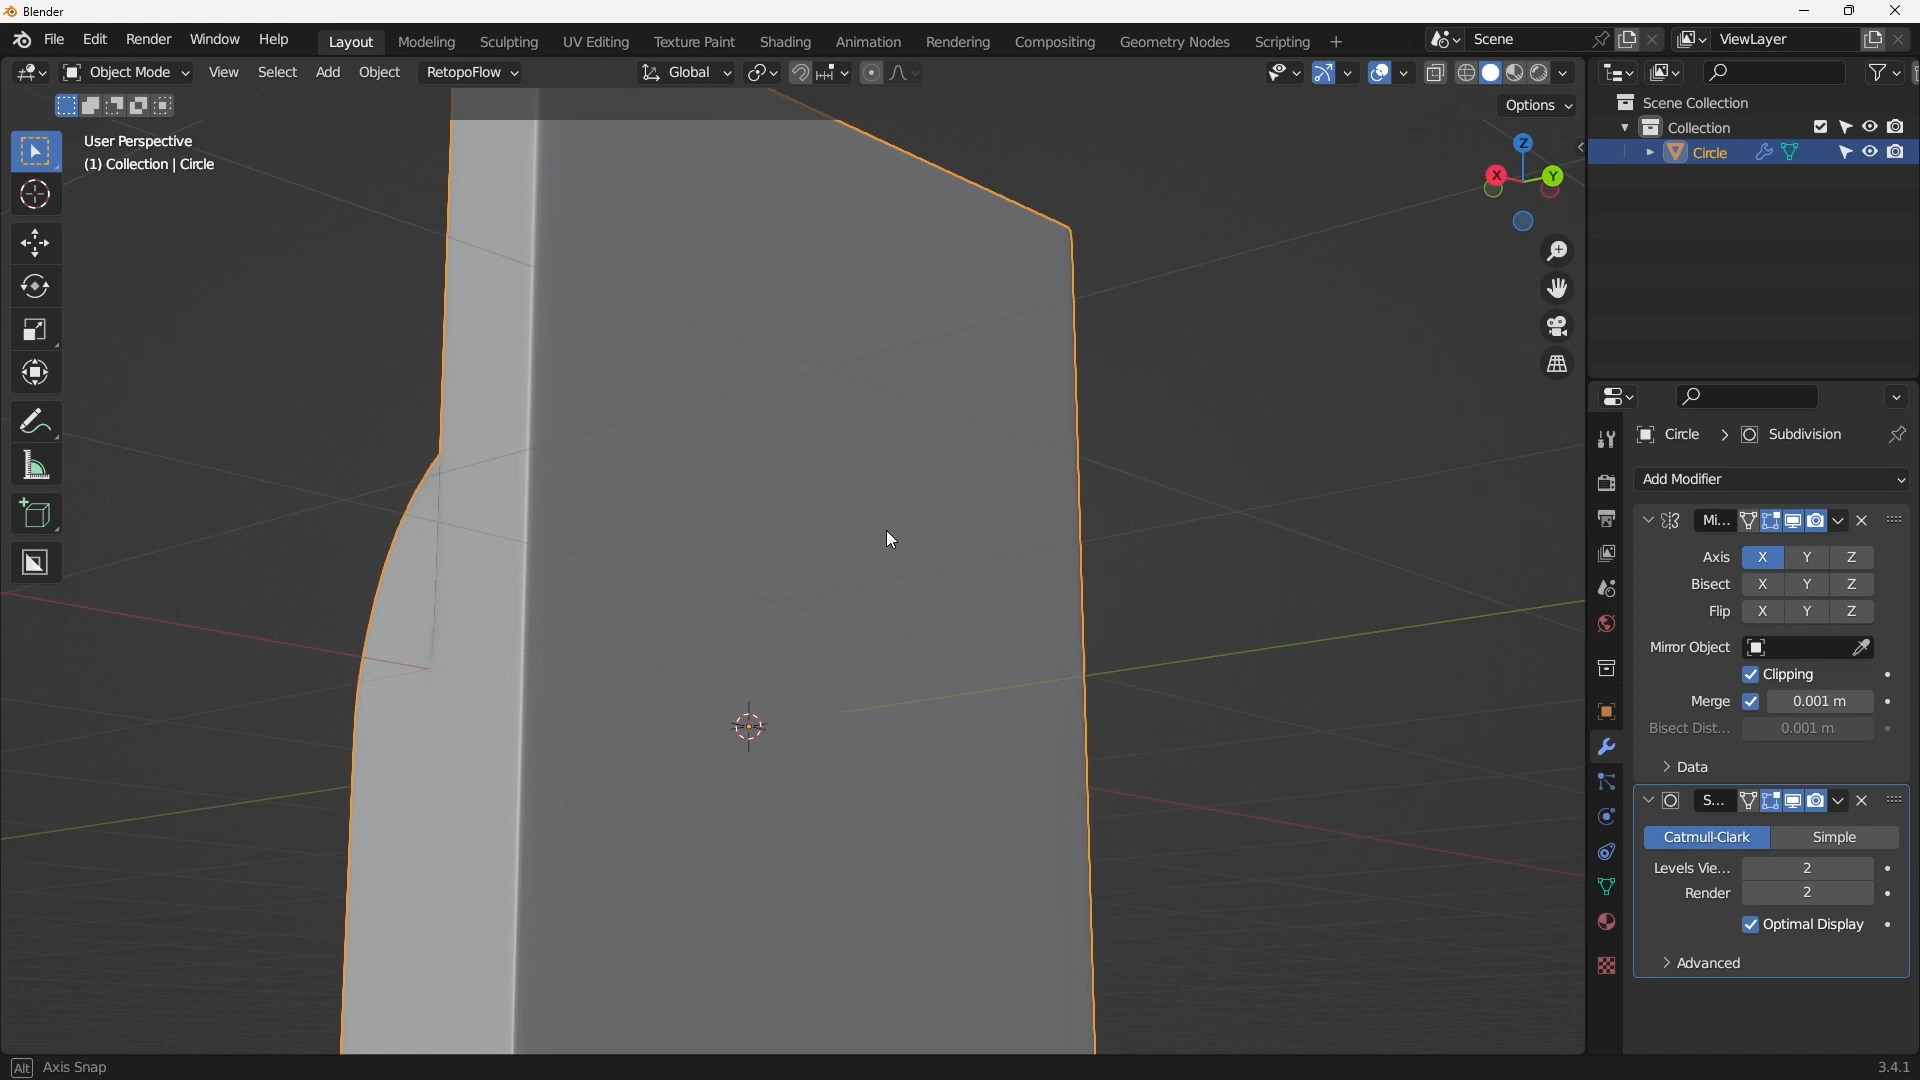 Blender
File Edit Render Window Help Layout Modeling Sculpting UV Editing Texture Paint Shading Animation Rendering Compositing Geometry Nodes Scripting + Scene ViewLayer
Object Mode View Select Add Object RetopoFlow Global
Options
User Perspective
(1) Collection | Circle
Z
X Y
Scene Collection
Collection
Circle
Circle > Subdivision
Add Modifier
Mi...
Axis X Y Z
Bisect X Y Z
Flip X Y Z
Mirror Object
Clipping
Merge 0.001 m
Bisect Dist... 0.001 m
Data
S...
Catmull-Clark Simple
Levels Vie... 2
Render 2
Optimal Display
Advanced
Alt Axis Snap
3.4.1